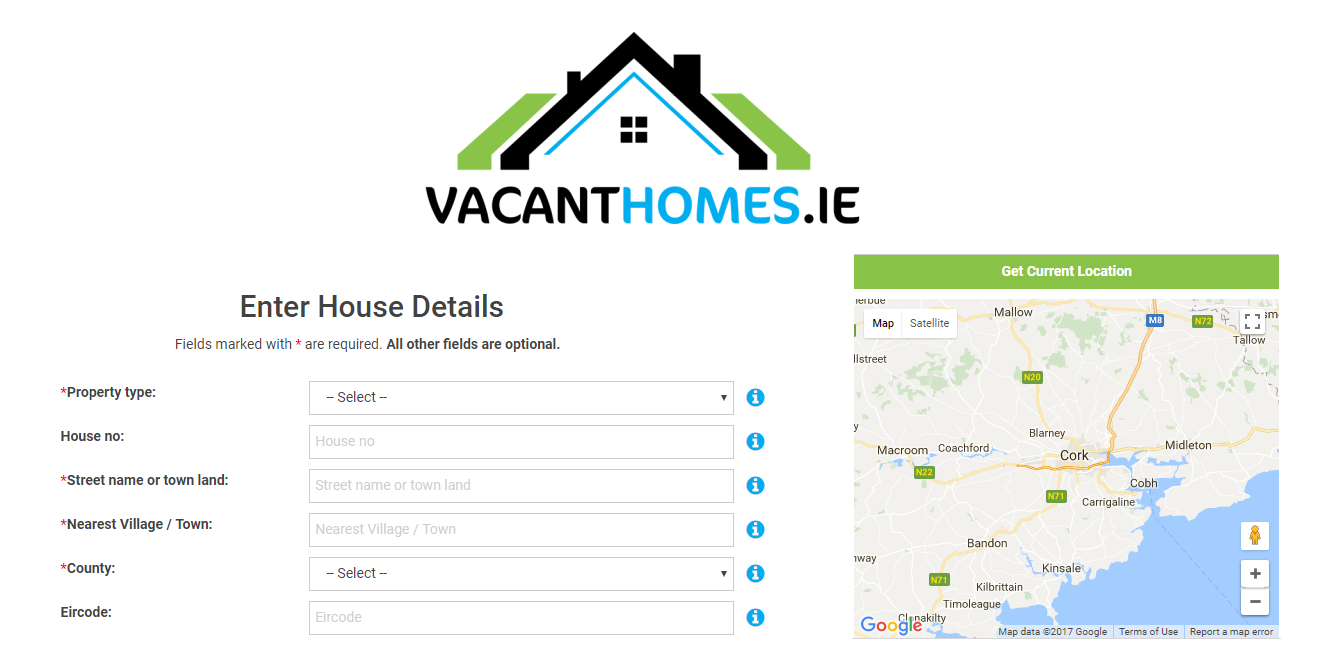 VACANTHOMES.IE
Enter House Details
Fields marked with * are required. All other fields are optional.
*Property type:
-- Select --
House no:
House no
*Street name or town land:
Street name or town land
*Nearest Village / Town:
Nearest Village / Town
*County:
-- Select --
Eircode:
Eircode
Get Current Location
Map Satellite
Mallow
M8
N72
Tallow
llstreet
N20
Blarney
Macroom
Coachford
Cork
Midleton
N22
Cobh
N71
Carrigaline
Bandon
Kinsale
N71
Kilbrittain
Timoleague
Clonakilty
Google
Map data ©2017 Google
Terms of Use
Report a map error